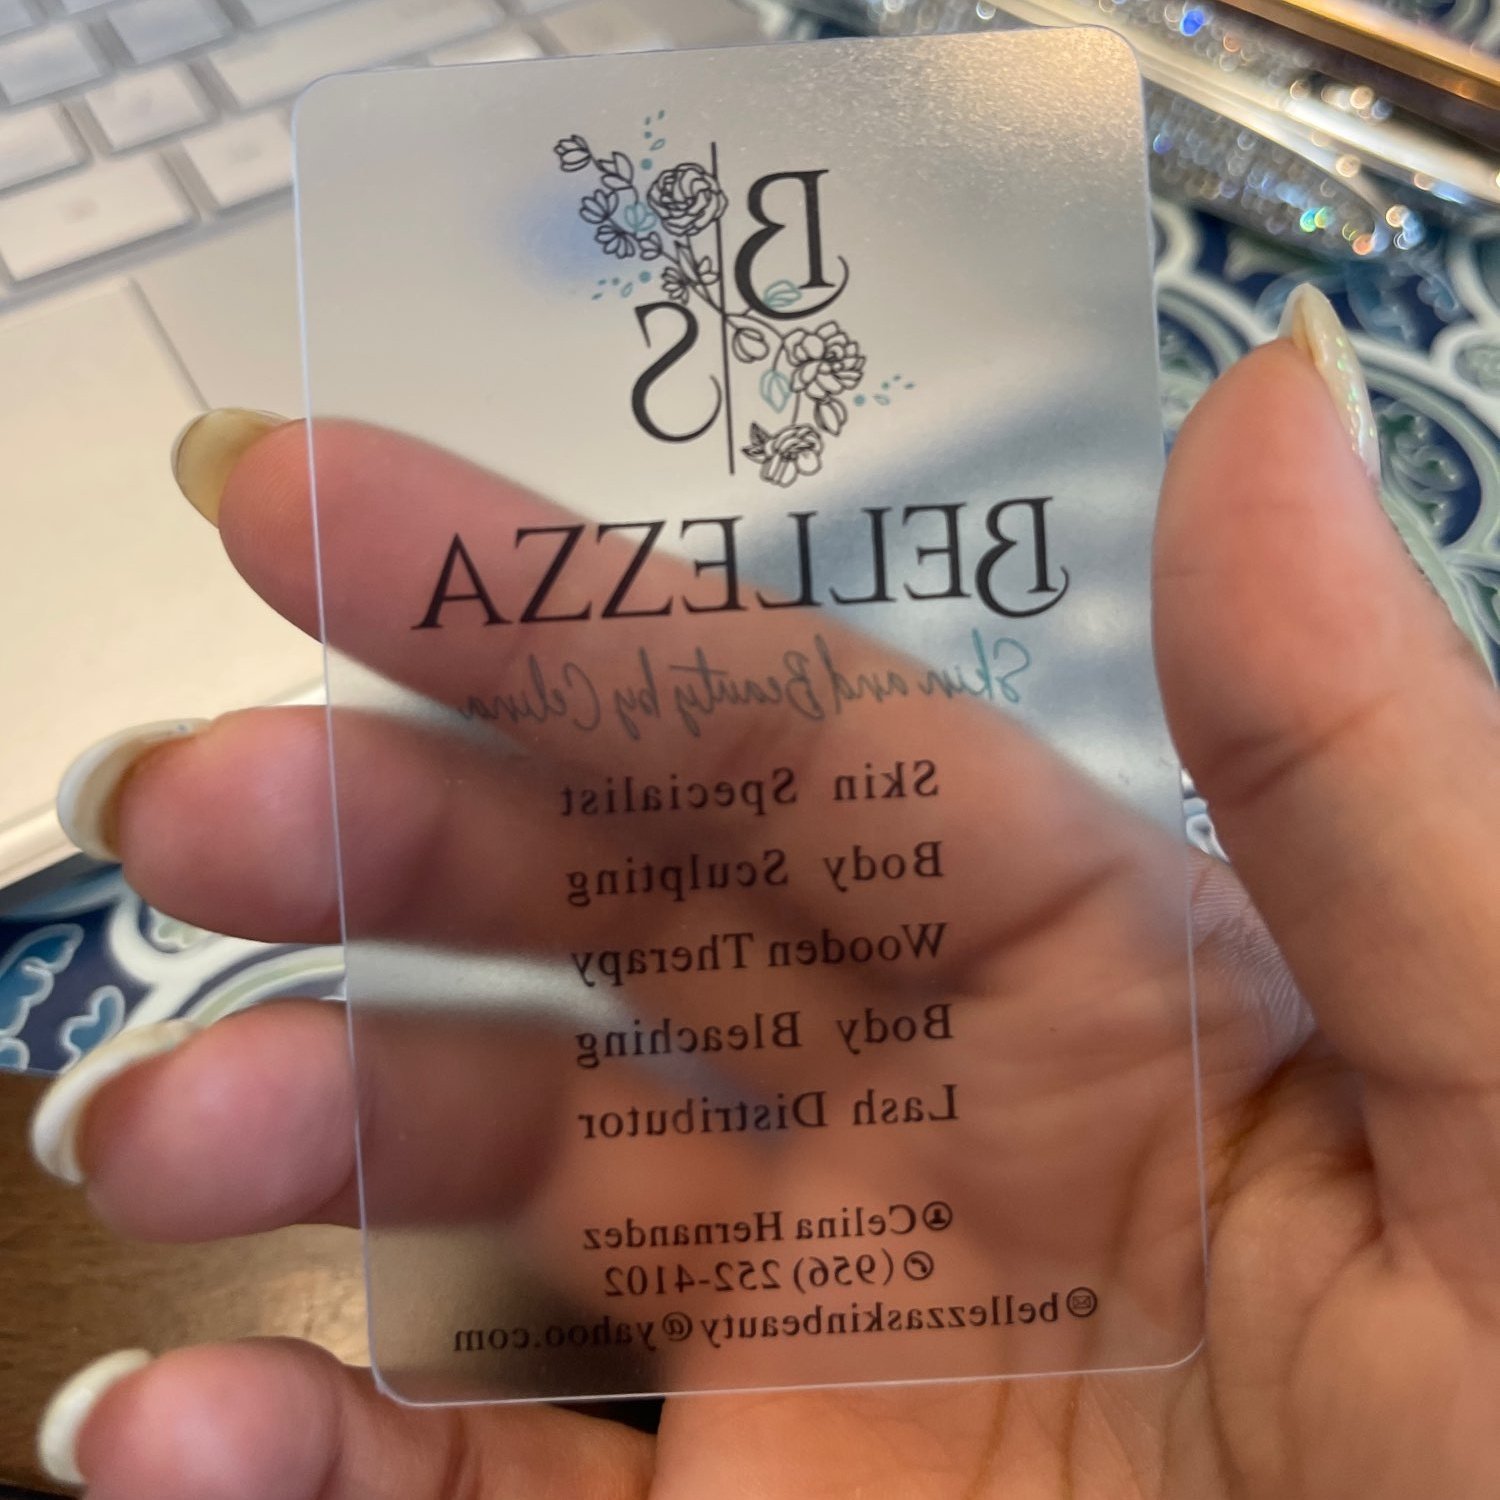 B
S
BELLEZZA
Skin and Beauty by Celina
Skin Specialist
Body Sculpting
Wooden Therapy
Body Bleaching
Lash Distributor
Celina Hernandez
(956) 252-4102
bellezzaskinbeauty@yahoo.com